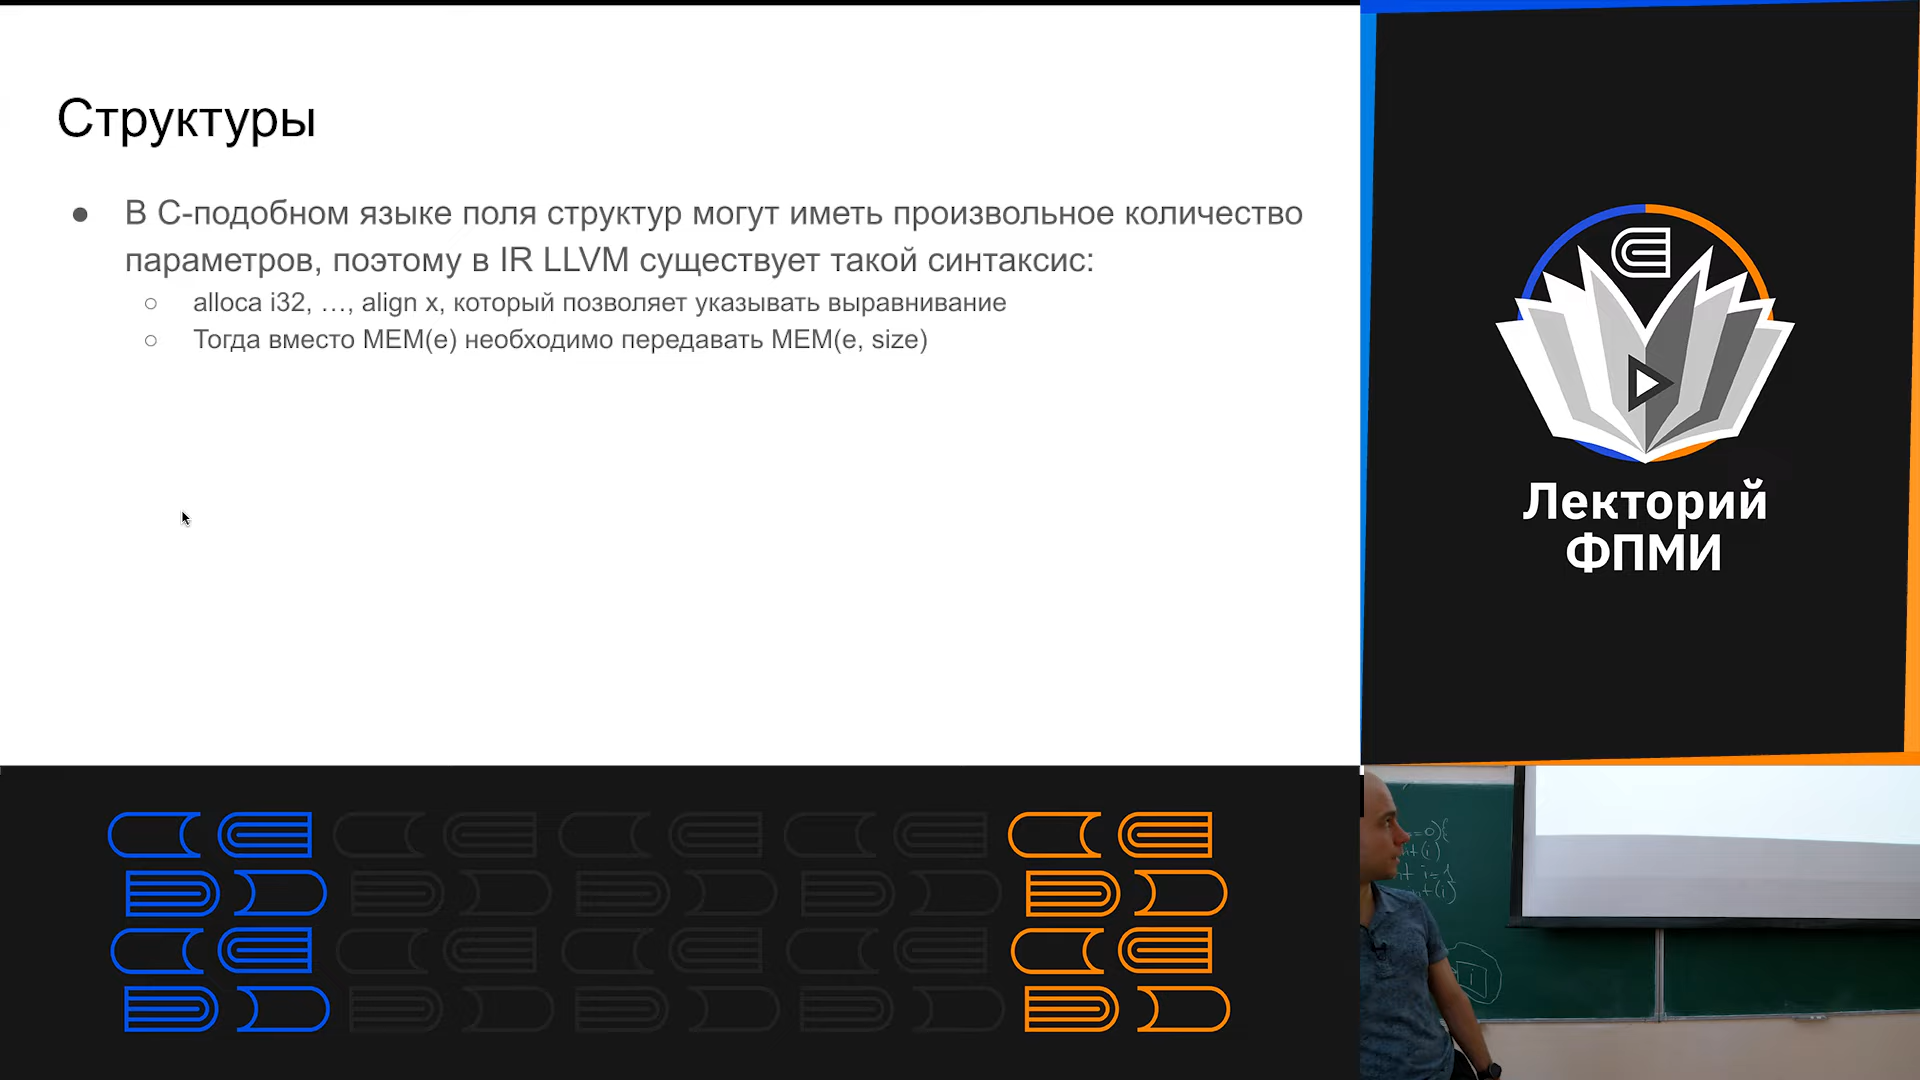 Структуры
● В С-подобном языке поля структур могут иметь произвольное количество
параметров, поэтому в IR LLVM существует такой синтаксис:
○ alloca i32, …, align x, который позволяет указывать выравнивание
○ Тогда вместо MEM(e) необходимо передавать MEM(e, size)
Лекторий
ФПМИ